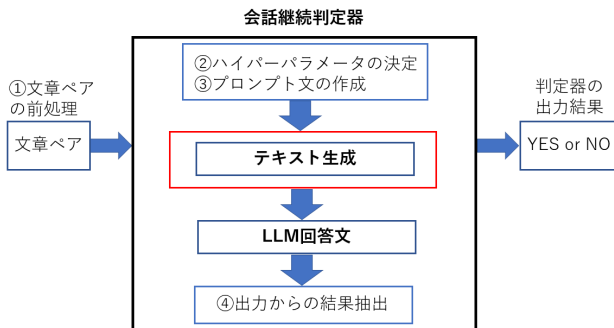 会話継続判定器
①文章ペア
の前処理
文章ペア
②ハイパーパラメータの決定
③プロンプト文の作成
テキスト生成
LLM回答文
④出力からの結果抽出
判定器の
出力結果
YES or NO